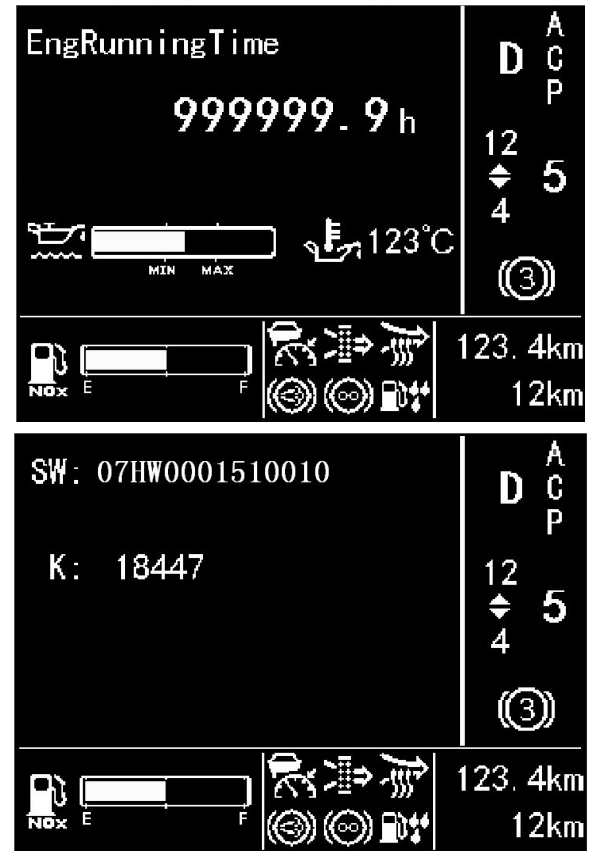 EngRunningTime
999999.9h
MIN MAX
123℃
D
A
C
P
12
5
4
3
NOx E F
123.4km
12km
SW: 07HW0001510010
K: 18447
D
A
C
P
12
5
4
3
NOx E F
123.4km
12km